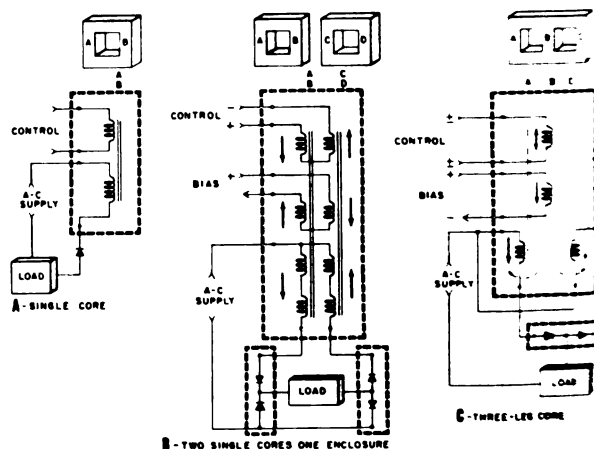 A B
A
B
CONTROL
A-C
SUPPLY
LOAD
A-SINGLE CORE
A B
C D
A
B
C
D
CONTROL
-
+
BIAS
+
A-C
SUPPLY
LOAD
B-TWO SINGLE CORES ONE ENCLOSURE
A B C
A B C
CONTROL
±
±
BIAS
+
-
A-C
SUPPLY
LOAD
C-THREE-LEG CORE